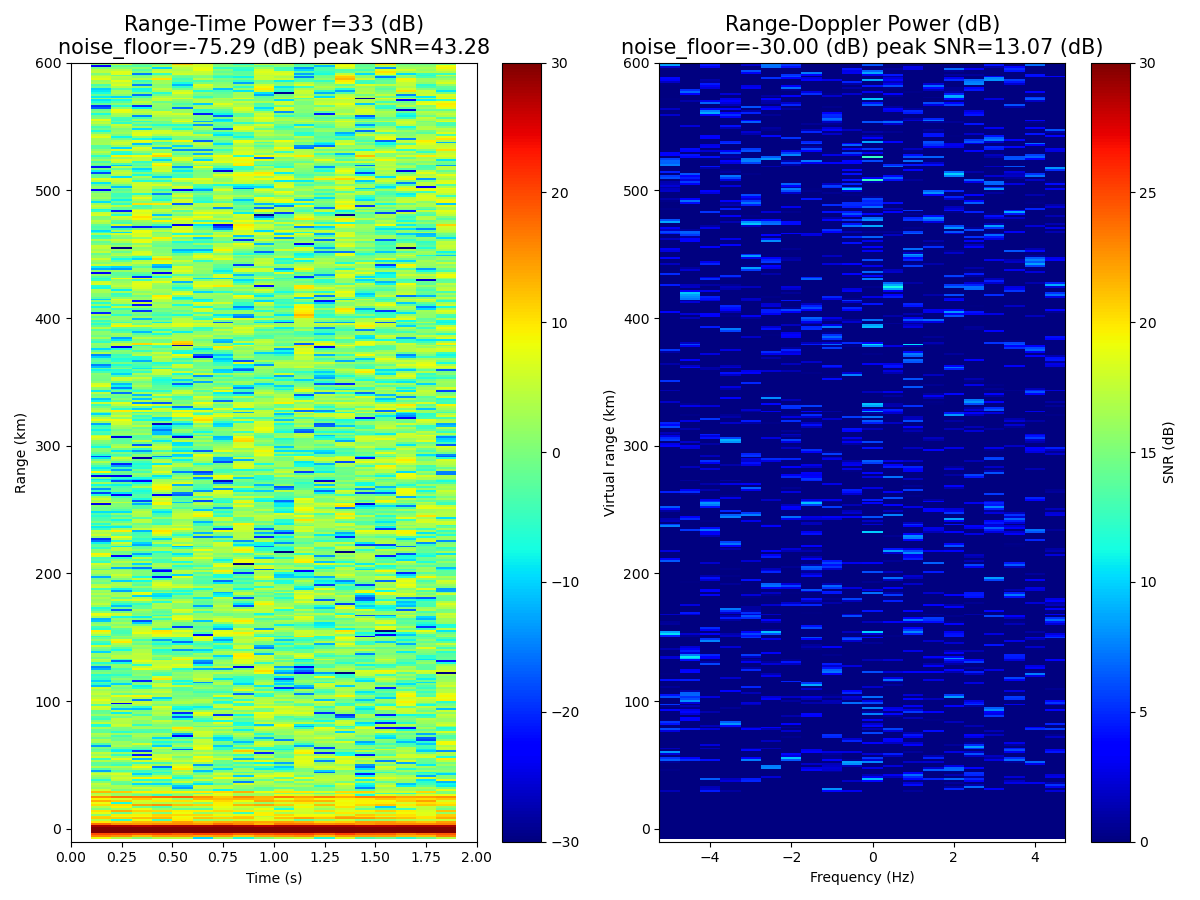 Range-Time Power f=33 (dB)
noise_floor=-75.29 (dB) peak SNR=43.28
600
500
400
300
200
100
0
Range (km)
0.00 0.25 0.50 0.75 1.00 1.25 1.50 1.75 2.00
Time (s)
30
20
10
0
−10
−20
−30
Range-Doppler Power (dB)
noise_floor=-30.00 (dB) peak SNR=13.07 (dB)
600
500
400
300
200
100
0
Virtual range (km)
−4 −2 0 2 4
Frequency (Hz)
30
25
20
15
10
5
0
SNR (dB)